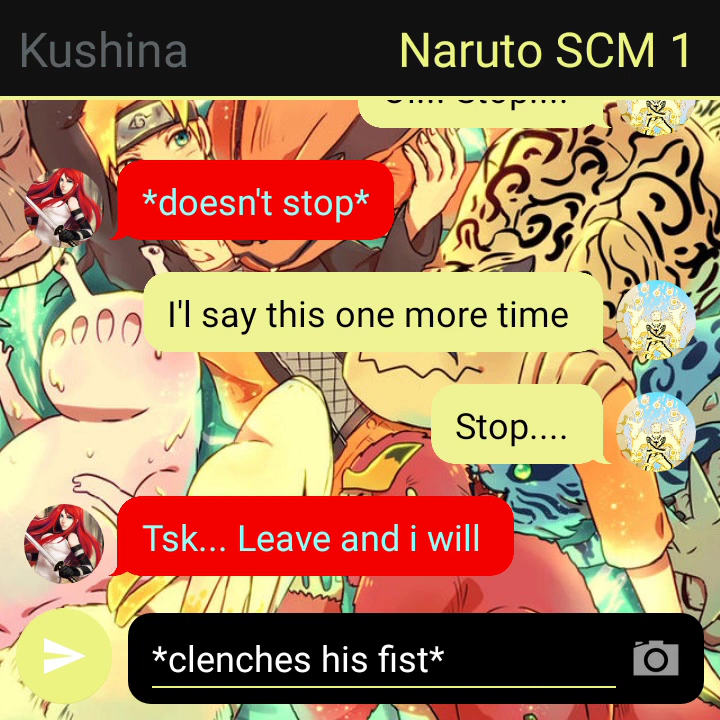 Kushina
Naruto SCM 1
*doesn't stop*
I'l say this one more time
Stop....
Tsk... Leave and i will
*clenches his fist*